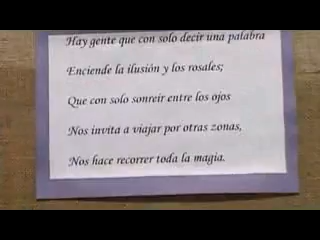 Hay gente que con solo decir una palabra
Enciende la ilusión y los rosales;
Que con solo sonreir entre los ojos
Nos invita a viajar por otras zonas,
Nos hace recorrer toda la magia.